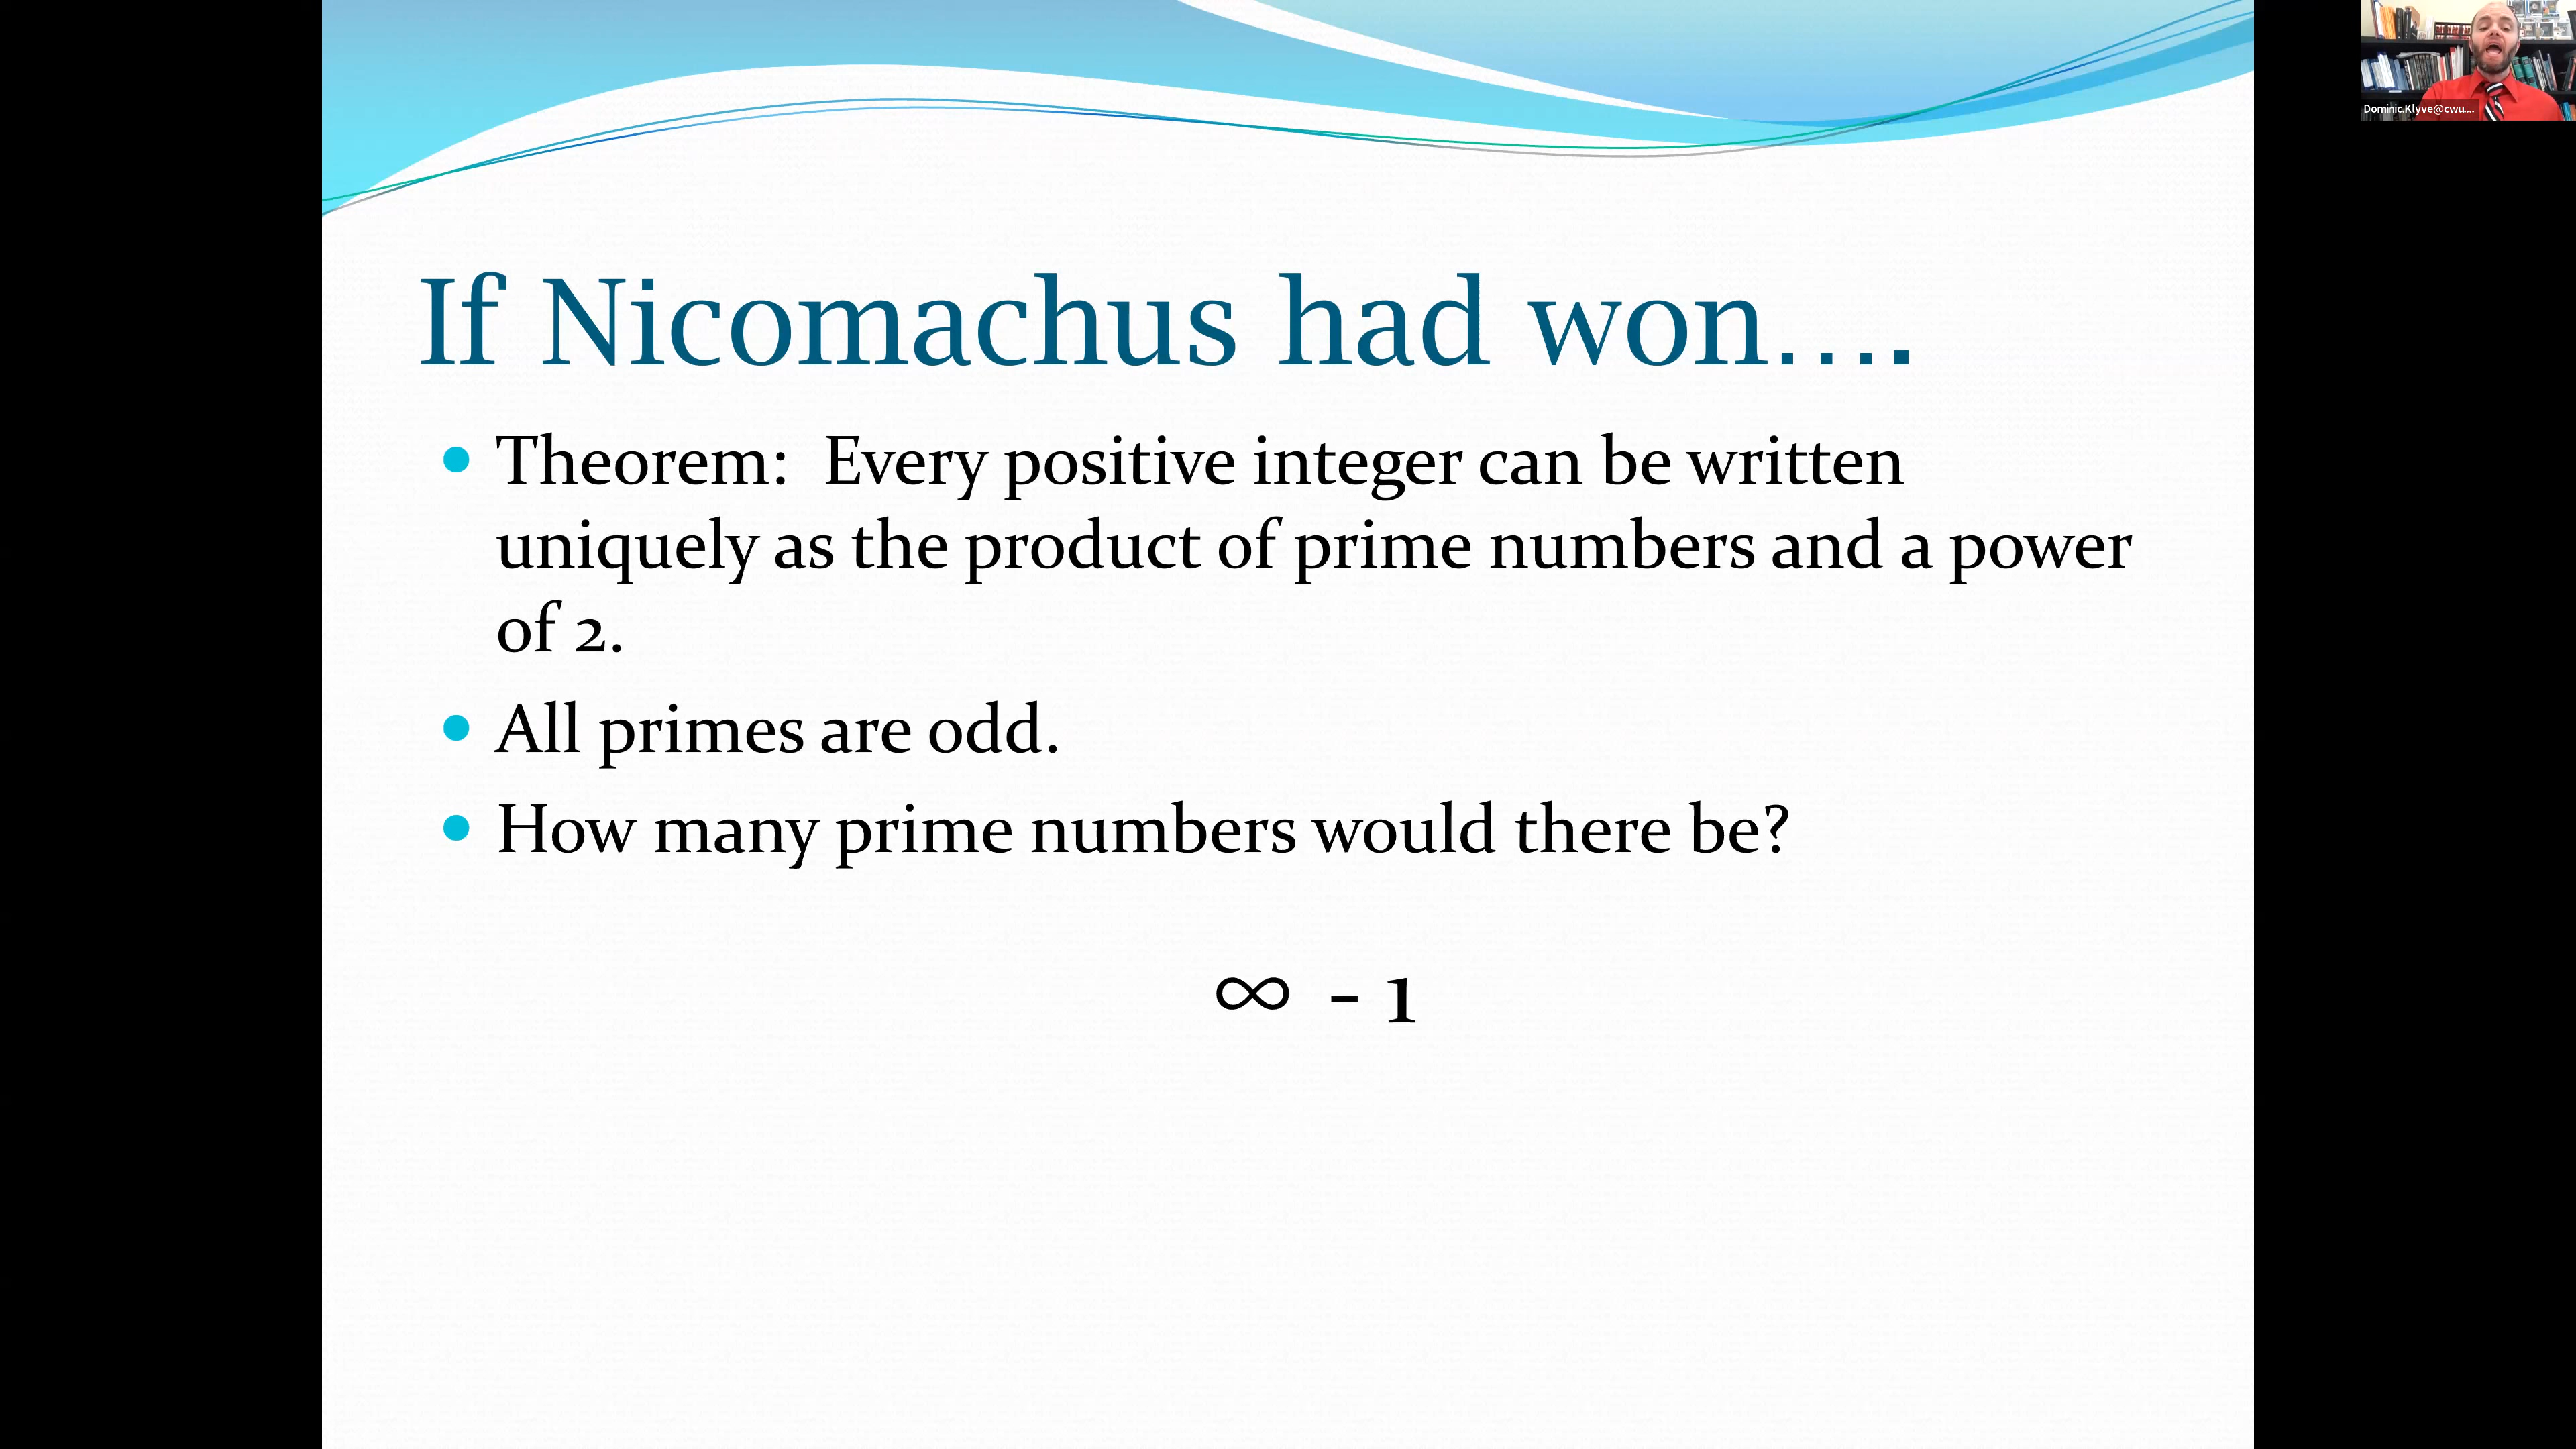 Dominic.Klyve@cwu....
If Nicomachus had won….
Theorem: Every positive integer can be written
uniquely as the product of prime numbers and a power
of 2.
All primes are odd.
How many prime numbers would there be?
∞ - 1